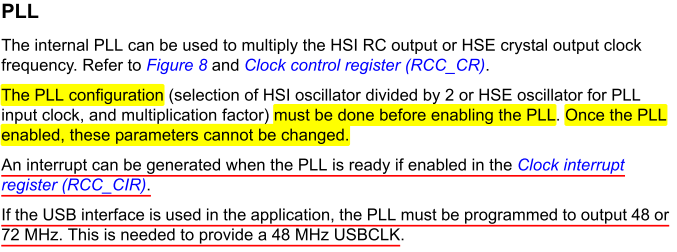 PLL
The internal PLL can be used to multiply the HSI RC output or HSE crystal output clock
frequency. Refer to Figure 8 and Clock control register (RCC_CR).
The PLL configuration (selection of HSI oscillator divided by 2 or HSE oscillator for PLL
input clock, and multiplication factor) must be done before enabling the PLL. Once the PLL
enabled, these parameters cannot be changed.
An interrupt can be generated when the PLL is ready if enabled in the Clock interrupt
register (RCC_CIR).
If the USB interface is used in the application, the PLL must be programmed to output 48 or
72 MHz. This is needed to provide a 48 MHz USBCLK.